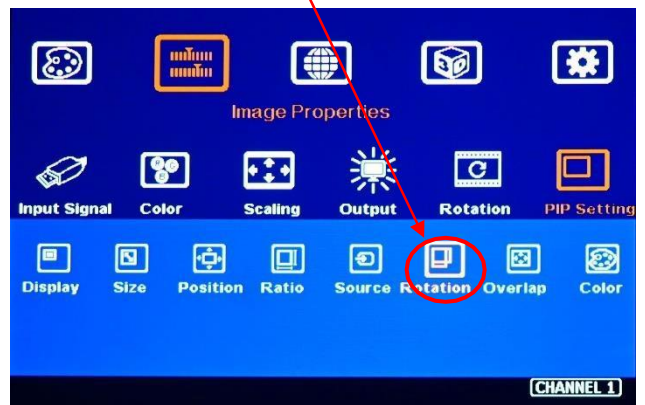 3D
Image Properties
R G B
Input Signal Color Scaling Output Rotation PIP Setting
Display Size Position Ratio Source Rotation Overlap Color
CHANNEL 1